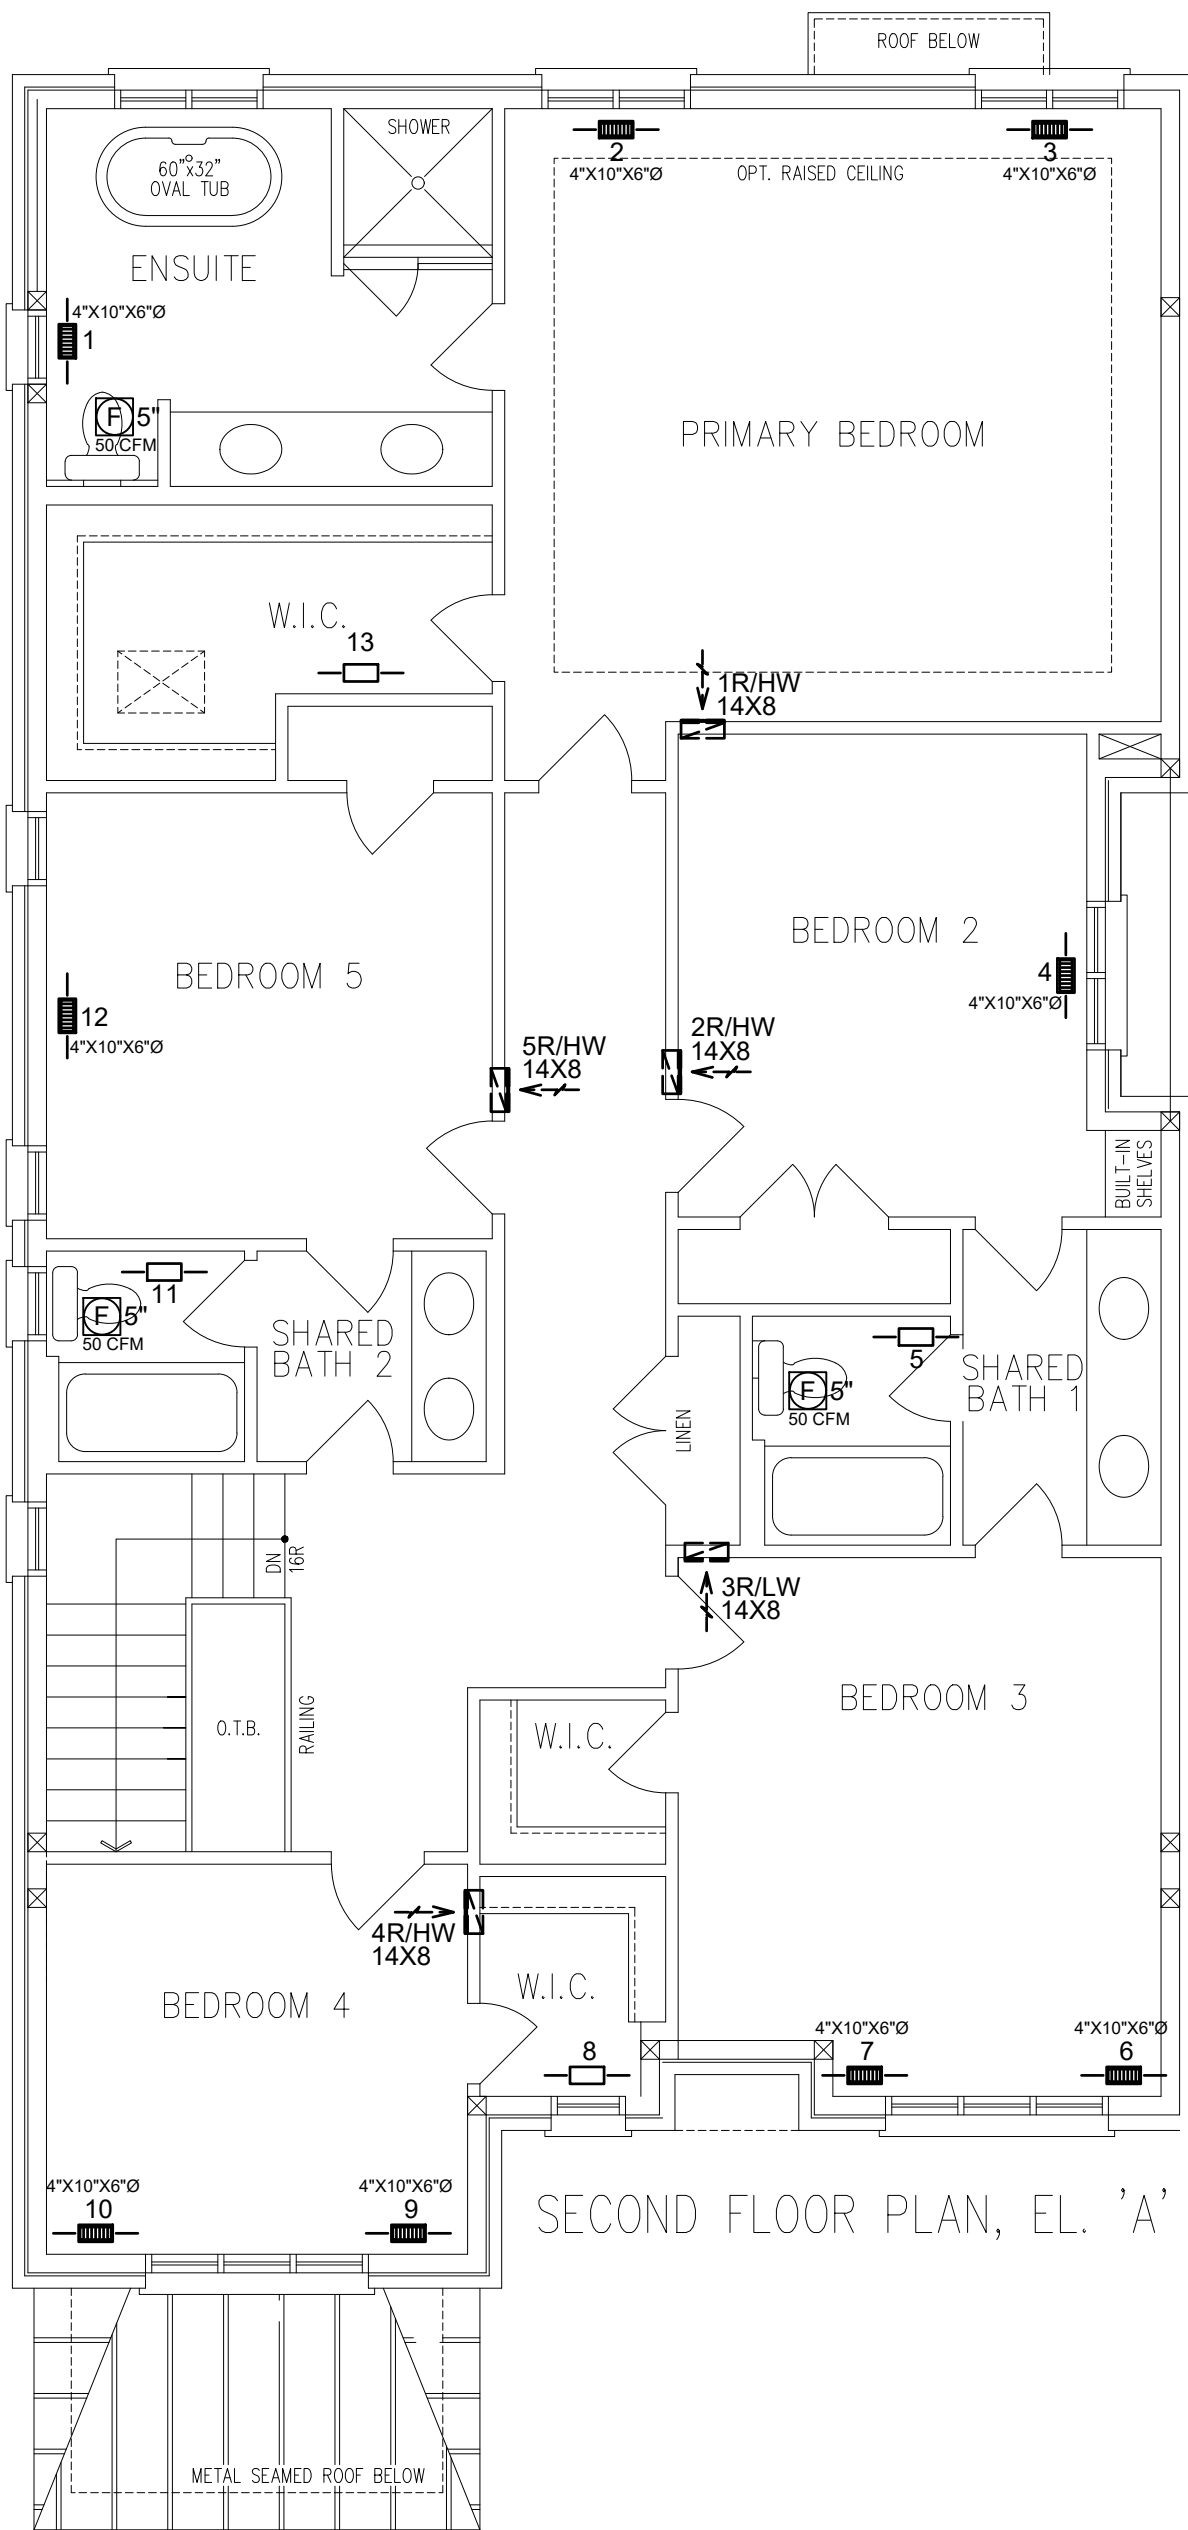 ROOF BELOW
SHOWER
2
4"X10"X6"Ø
3
4"X10"X6"Ø
60"x32"
OVAL TUB
OPT. RAISED CEILING
ENSUITE
4"X10"X6"Ø
1
F 5"
50 CFM
PRIMARY BEDROOM
W.I.C.
13
1R/HW
14X8
BEDROOM 2
BEDROOM 5
4
4"X10"X6"Ø
12
4"X10"X6"Ø
5R/HW
14X8
2R/HW
14X8
BUILT-IN
SHELVES
11
F 5"
50 CFM
SHARED
BATH 2
5
F 5"
50 CFM
SHARED
BATH 1
LINEN
DN
16R
3R/LW
14X8
BEDROOM 3
O.T.B.
RAILING
W.I.C.
4R/HW
14X8
BEDROOM 4
W.I.C.
8
4"X10"X6"Ø
7
4"X10"X6"Ø
6
4"X10"X6"Ø
10
4"X10"X6"Ø
9
SECOND FLOOR PLAN, EL. 'A'
METAL SEAMED ROOF BELOW